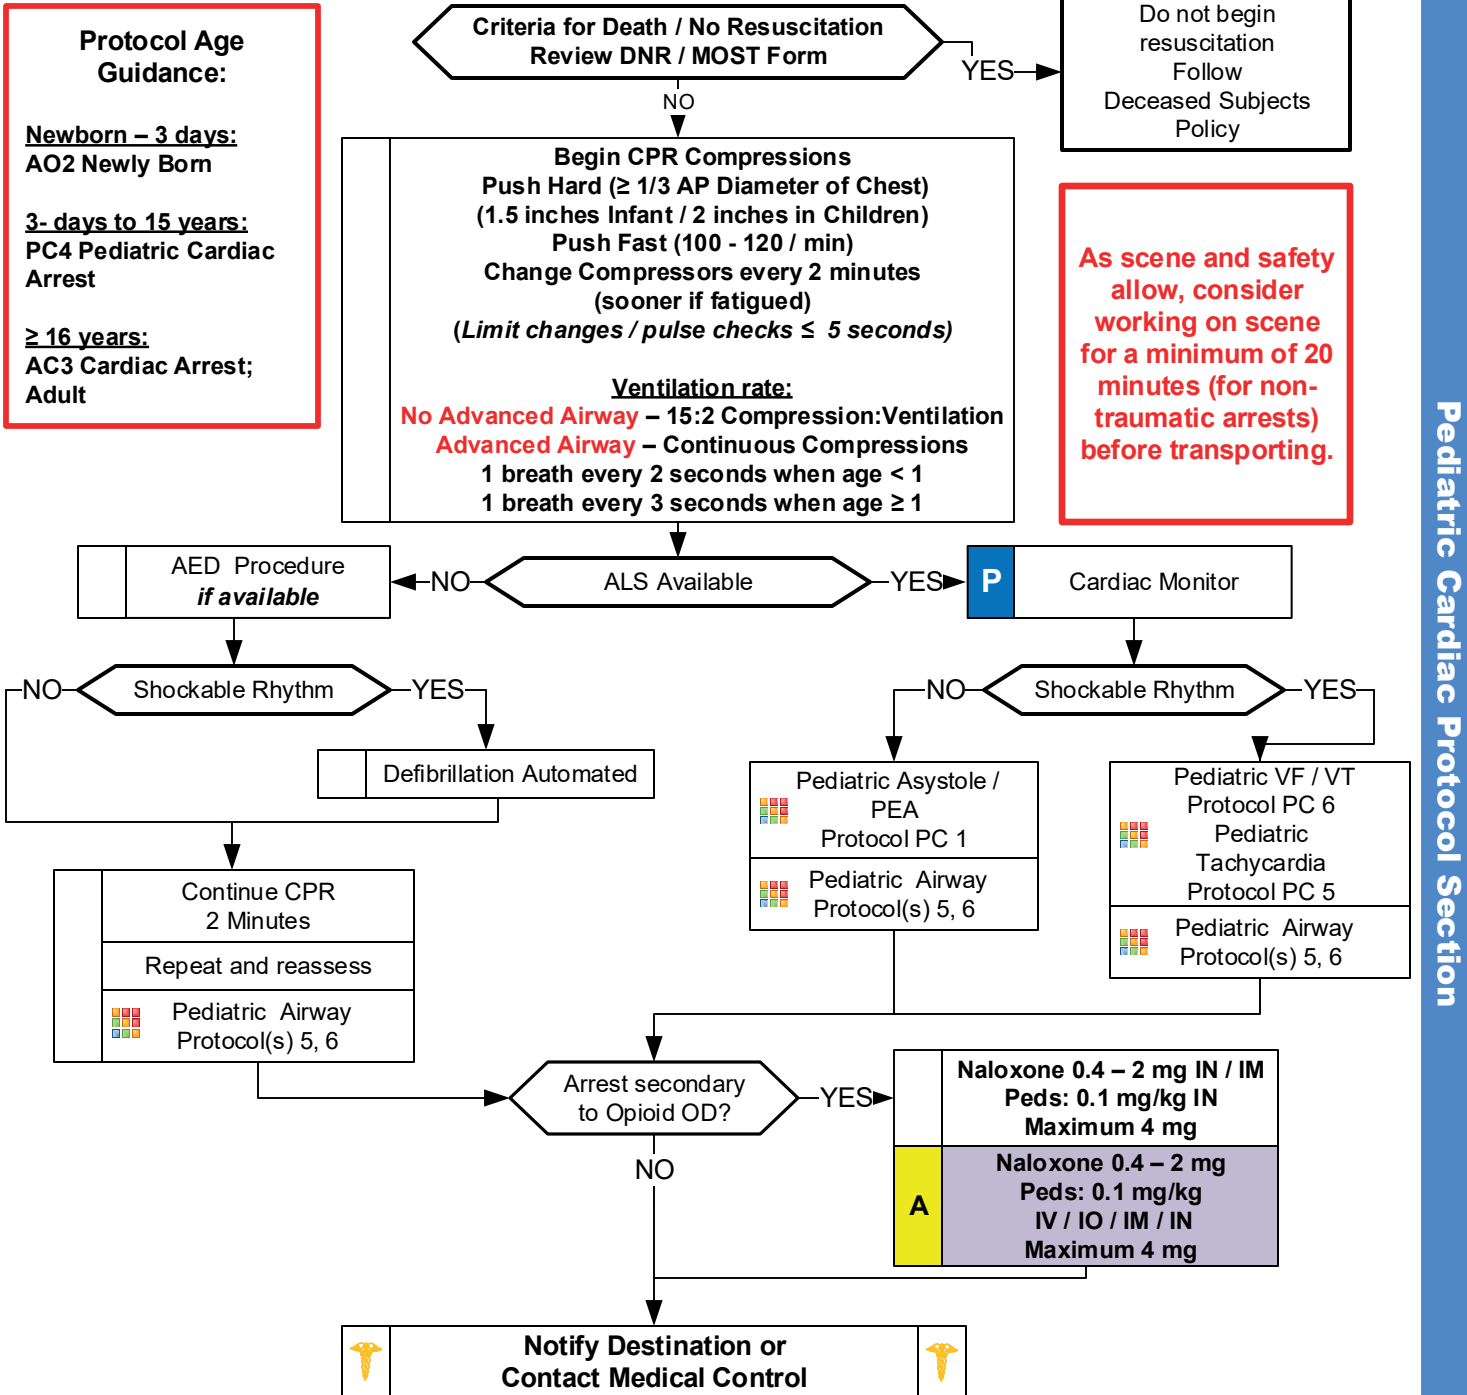 Protocol Age
Guidance:
Newborn – 3 days:
AO2 Newly Born
3- days to 15 years:
PC4 Pediatric Cardiac
Arrest
≥ 16 years:
AC3 Cardiac Arrest;
Adult
Criteria for Death / No Resuscitation
Review DNR / MOST Form
YES
Do not begin
resuscitation
Follow
Deceased Subjects
Policy
NO
Begin CPR Compressions
Push Hard (≥ 1/3 AP Diameter of Chest)
(1.5 inches Infant / 2 inches in Children)
Push Fast (100 - 120 / min)
Change Compressors every 2 minutes
(sooner if fatigued)
(Limit changes / pulse checks ≤ 5 seconds)
Ventilation rate:
No Advanced Airway – 15:2 Compression:Ventilation
Advanced Airway – Continuous Compressions
1 breath every 2 seconds when age < 1
1 breath every 3 seconds when age ≥ 1
As scene and safety
allow, consider
working on scene
for a minimum of 20
minutes (for non-
traumatic arrests)
before transporting.
AED Procedure
if available
NO
ALS Available
YES
P
Cardiac Monitor
NO
Shockable Rhythm
YES
NO
Shockable Rhythm
YES
Defibrillation Automated
Pediatric Asystole /
PEA
Protocol PC 1
Pediatric Airway
Protocol(s) 5, 6
Pediatric VF / VT
Protocol PC 6
Pediatric
Tachycardia
Protocol PC 5
Pediatric Airway
Protocol(s) 5, 6
Continue CPR
2 Minutes
Repeat and reassess
Pediatric Airway
Protocol(s) 5, 6
Arrest secondary
to Opioid OD?
YES
Naloxone 0.4 – 2 mg IN / IM
Peds: 0.1 mg/kg IN
Maximum 4 mg
A
Naloxone 0.4 – 2 mg
Peds: 0.1 mg/kg
IV / IO / IM / IN
Maximum 4 mg
NO
Notify Destination or
Contact Medical Control
Pediatric Cardiac Protocol Section